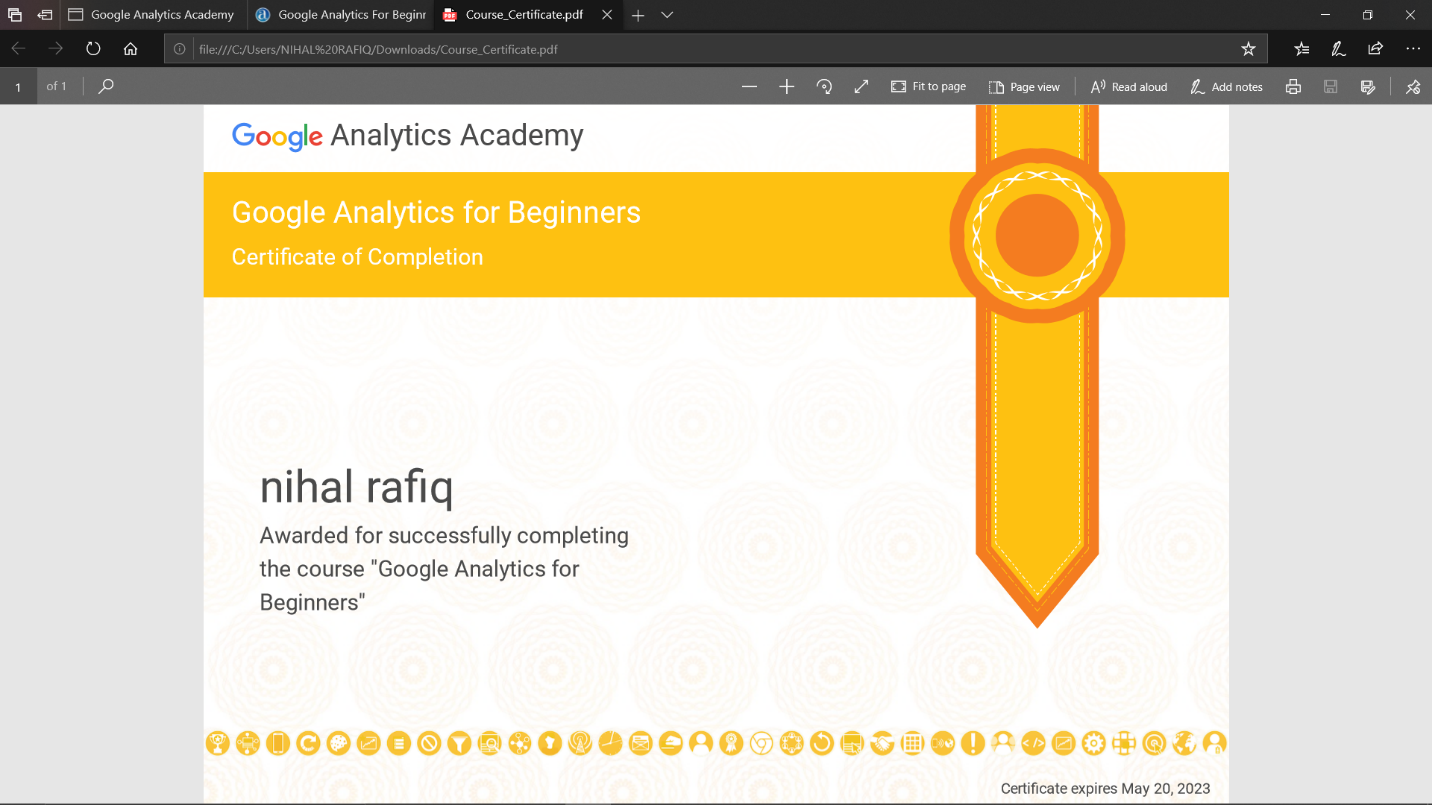 Google Analytics Academy
Google Analytics For Beginr
Course_Certificate.pdf
file:///C:/Users/NIHAL%20RAFIQ/Downloads/Course_Certificate.pdf
1 of 1 Fit to page Page view Read aloud Add notes
Google Analytics Academy
Google Analytics for Beginners
Certificate of Completion
nihal rafiq
Awarded for successfully completing
the course "Google Analytics for
Beginners"
Certificate expires May 20, 2023